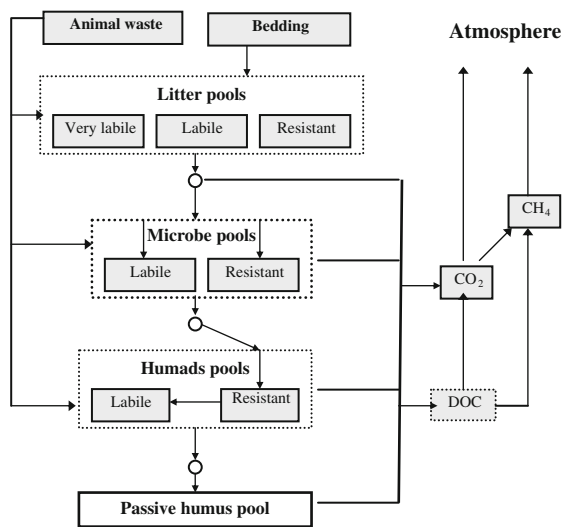 Animal waste
Bedding
Atmosphere
Litter pools
Very labile
Labile
Resistant
CH₄
Microbe pools
Labile
Resistant
CO₂
Humads pools
Labile
Resistant
DOC
Passive humus pool